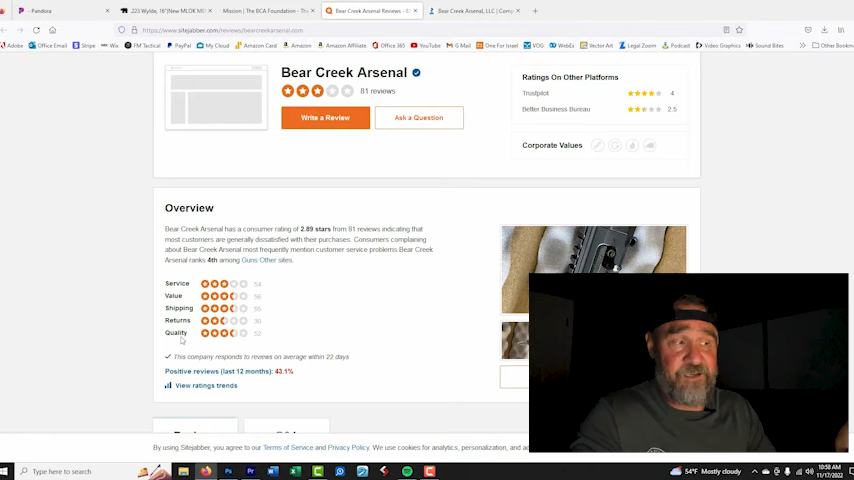 Pandora
.223 Wylde, 16"|New MLOK M
Mission | The BCA Foundation - The
Bear Creek Arsenal Reviews -
Bear Creek Arsenal, LLC | Comp
https://www.sitejabber.com/reviews/bearcreekarsenal.com
Adobe Office Email Stripe Wix FM Tactical PayPal My Cloud Amazon Card Amazon Amazon Affiliate Office 365 YouTube G Mail One For Israel VOG WebEx Vector Art Legal Zoom Podcast Video Graphics Sound Bites Other Bookmarks
Bear Creek Arsenal
81 reviews
Write a Review
Ask a Question
Ratings On Other Platforms
Trustpilot 4
Better Business Bureau 2.5
Corporate Values
Overview
Bear Creek Arsenal has a consumer rating of 2.89 stars from 81 reviews indicating that
most customers are generally dissatisfied with their purchases. Consumers complaining
about Bear Creek Arsenal most frequently mention customer service problems Bear Creek
Arsenal ranks 4th among Guns Other sites.
Service 54
Value 56
Shipping 55
Returns 30
Quality 52
This company responds to reviews on average within 22 days
Positive reviews (last 12 months): 43.1%
View ratings trends
By using Sitejabber, you agree to our Terms of Service and Privacy Policy. We use cookies for analytics, personalization, and
Type here to search
54°F Mostly cloudy
10:58 AM
11/17/2022